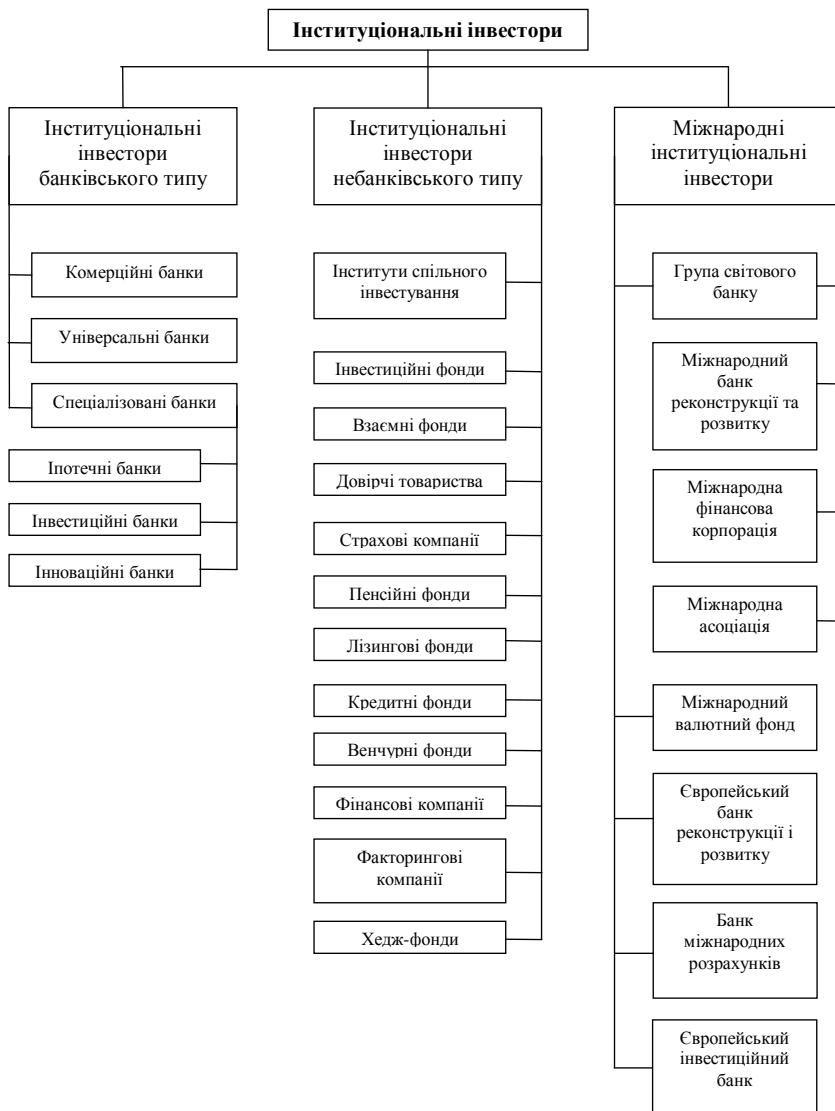 Інституціональні інвестори
Інституціональні
інвестори
банківського типу
Комерційні банки
Універсальні банки
Спеціалізовані банки
Іпотечні банки
Інвестиційні банки
Інноваційні банки
Інституціональні
інвестори
небанківського типу
Інститути спільного
інвестування
Інвестиційні фонди
Взаємні фонди
Довірчі товариства
Страхові компанії
Пенсійні фонди
Лізингові фонди
Кредитні фонди
Венчурні фонди
Фінансові компанії
Факторингові
компанії
Хедж-фонди
Міжнародні
інституціональні
інвестори
Група світового
банку
Міжнародний
банк
реконструкції та
розвитку
Міжнародна
фінансова
корпорація
Міжнародна
асоціація
Міжнародний
валютний фонд
Європейський
банк
реконструкції і
розвитку
Банк
міжнародних
розрахунків
Європейський
інвестиційний
банк